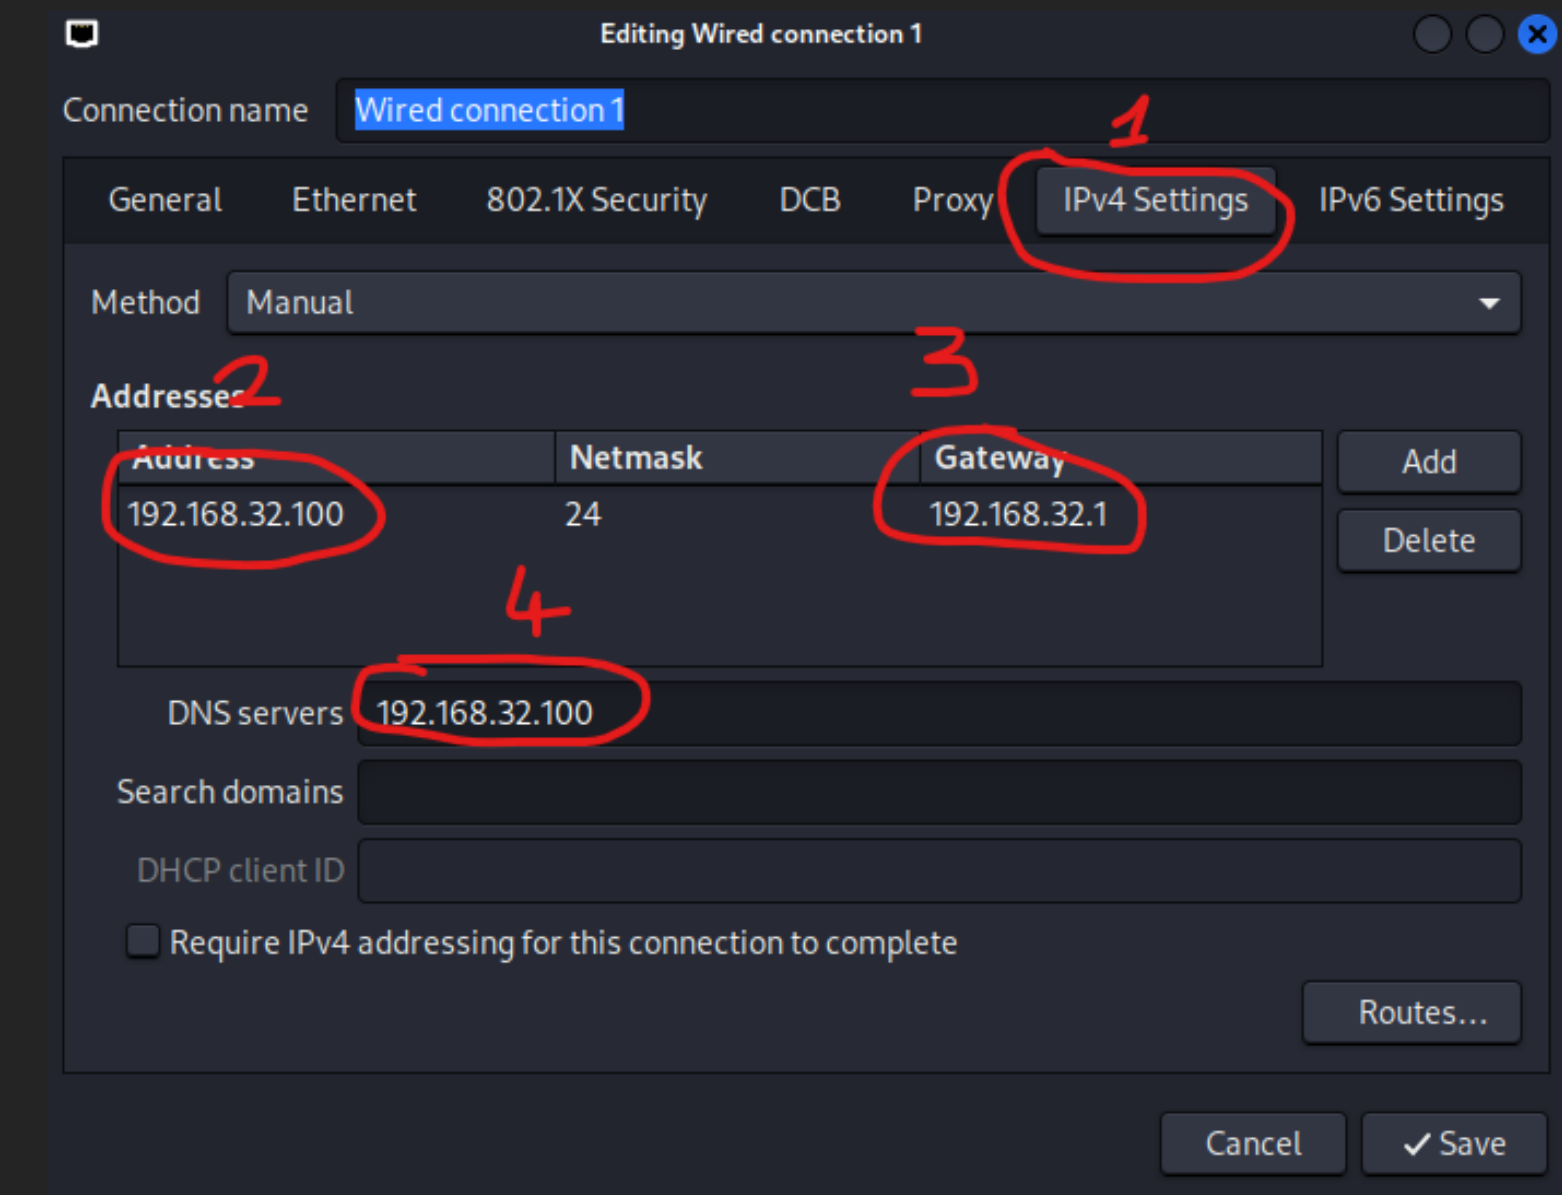 Editing Wired connection 1
Connection name Wired connection 1
1
General Ethernet 802.1X Security DCB Proxy IPv4 Settings IPv6 Settings
Method Manual
2 3
Addresses
Address Netmask Gateway
Add
192.168.32.100 24 192.168.32.1
Delete
4
DNS servers 192.168.32.100
Search domains
DHCP client ID
Require IPv4 addressing for this connection to complete
Routes...
Cancel Save